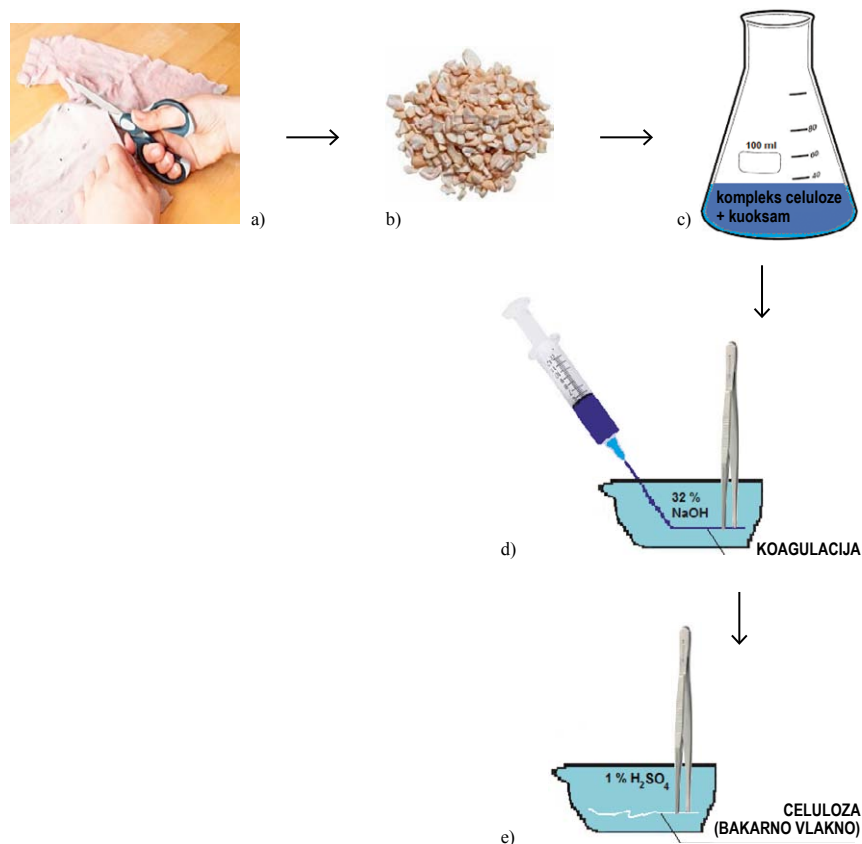 a)
b)
c)
100 ml
80
60
40
kompleks celuloze
+ kuoksam
32 %
NaOH
d)
KOAGULACIJA
1 % H₂SO₄
CELULOZA
(BAKARNO VLAKNO)
e)